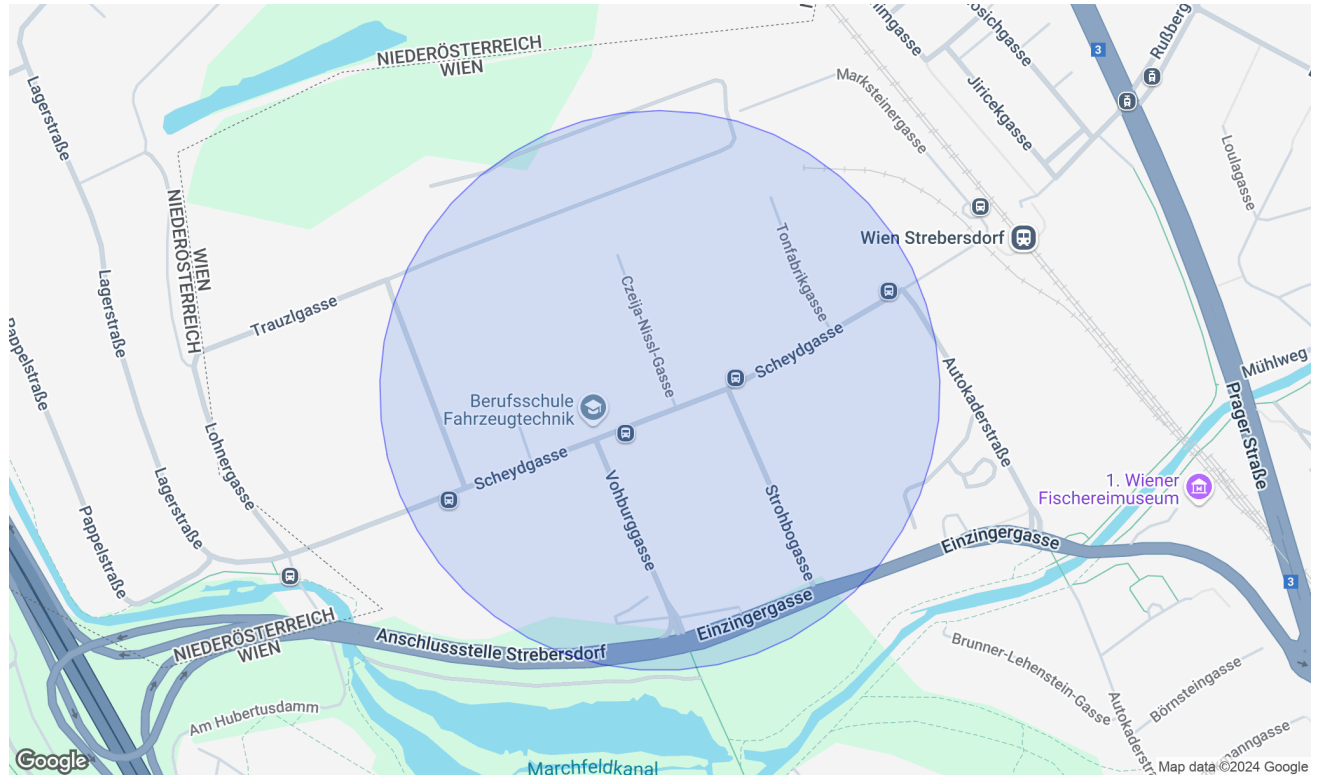 NIEDERÖSTERREICH
WIEN
Rußberg
3
Lagerstraße
Marksteinergasse
Jiricekgasse
Loulagasse
WIEN
NIEDERÖSTERREICH
Tonfabrikgasse
Wien Strebersdorf
Lagerstraße
Trauzlgasse
Czeija-Nissl-Gasse
Scheydgasse
Pappelstraße
Autokaderstraße
Mühlweg
Prager Straße
Berufsschule
Fahrzeugtechnik
Lohnergasse
Scheydgasse
Vohburggasse
Strohbogasse
1. Wiener
Fischereimuseum
Lagerstraße
Pappelstraße
Einzingergasse
3
Einzingergasse
NIEDERÖSTERREICH
WIEN
Anschlussstelle Strebersdorf
Brunner-Lehenstein-Gasse
Börnsteingasse
Am Hubertusdamm
Autokaderstr
Marchfeldkanal
Google
Map data ©2024 Google